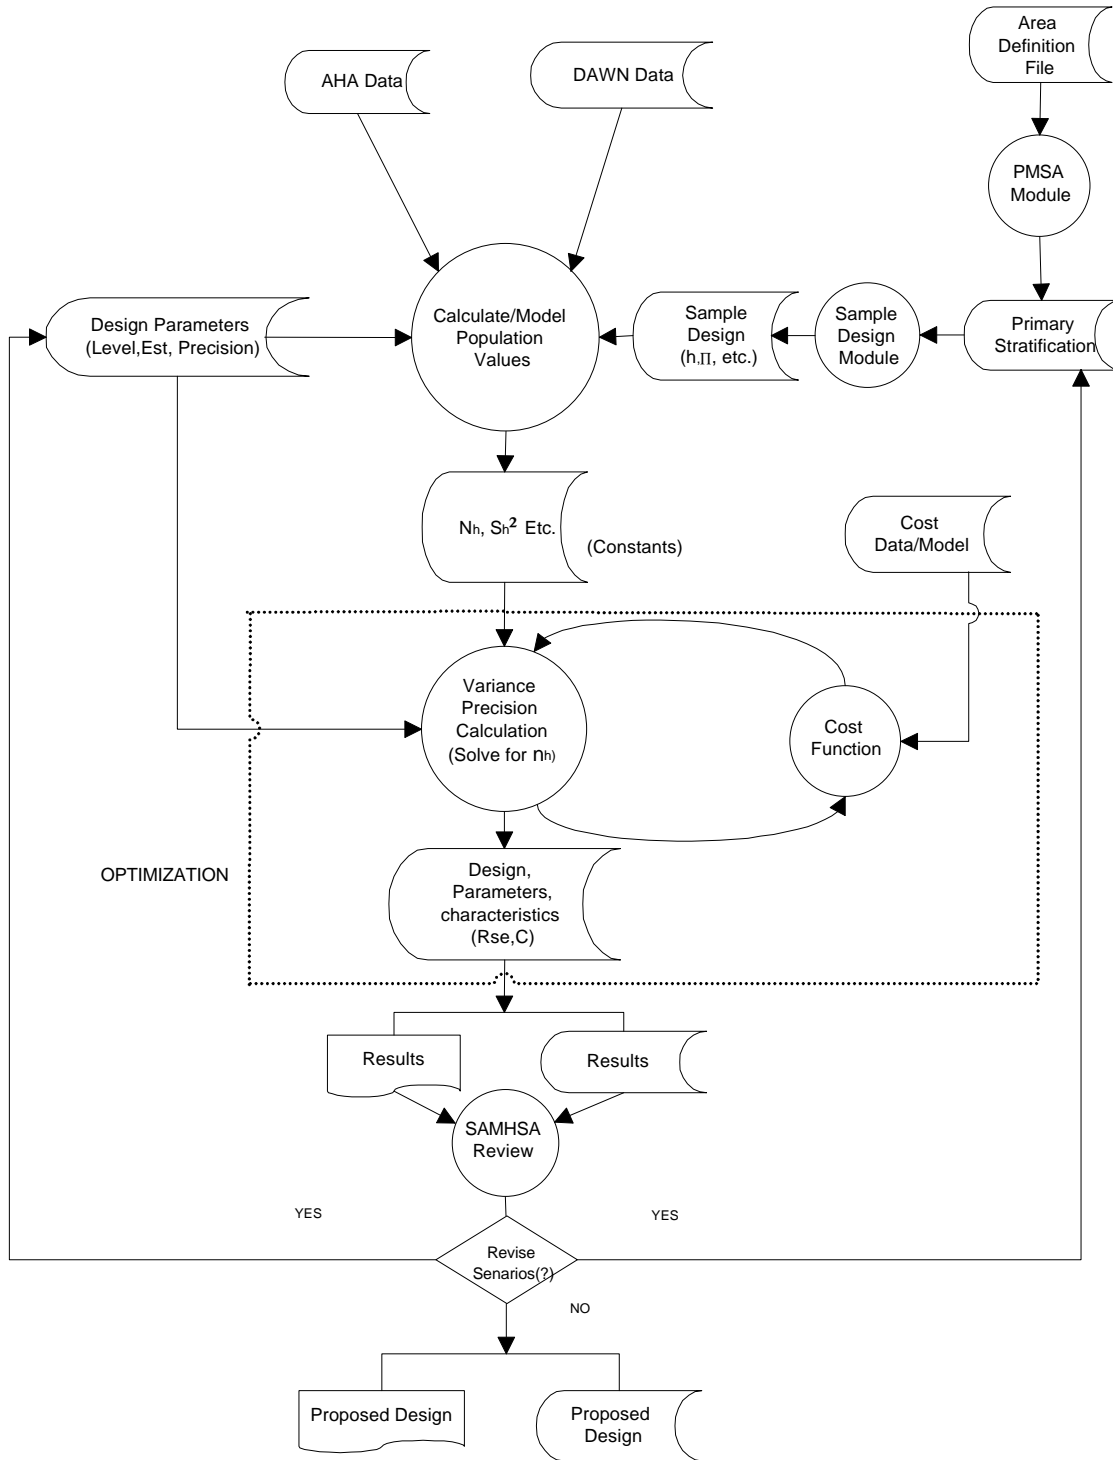 Area
Definition
File
AHA Data
DAWN Data
PMSA
Module
Design Parameters
(Level,Est, Precision)
Calculate/Model
Population
Values
Sample
Design
(h,Π, etc.)
Sample
Design
Module
Primary
Stratification
Nh, Sh² Etc.
(Constants)
Cost
Data/Model
Variance
Precision
Calculation
(Solve for nh)
Cost
Function
OPTIMIZATION
Design,
Parameters,
characteristics
(Rse,C)
Results
Results
SAMHSA
Review
YES
YES
Revise
Senarios(?)
NO
Proposed Design
Proposed
Design